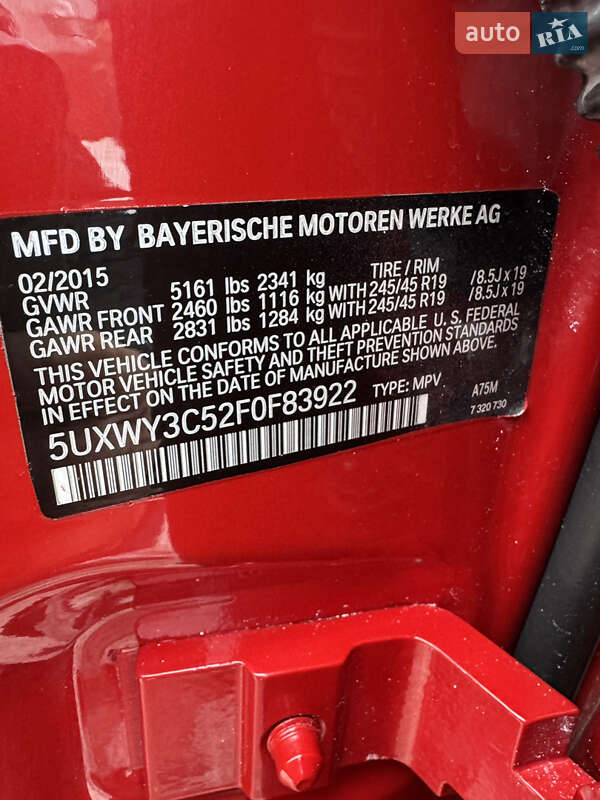 auto RIA .com
MFD BY BAYERISCHE MOTOREN WERKE AG
02/2015 TIRE / RIM
GVWR 5161 lbs 2341 kg
GAWR FRONT 2460 lbs 1116 kg WITH 245/45 R19 / 8.5J x 19
GAWR REAR 2831 lbs 1284 kg WITH 245/45 R19 / 8.5J x 19
THIS VEHICLE CONFORMS TO ALL APPLICABLE U. S. FEDERAL
MOTOR VEHICLE SAFETY AND THEFT PREVENTION STANDARDS
IN EFFECT ON THE DATE OF MANUFACTURE SHOWN ABOVE.
5UXWY3C52F0F83922 TYPE: MPV A75M
7 320 730